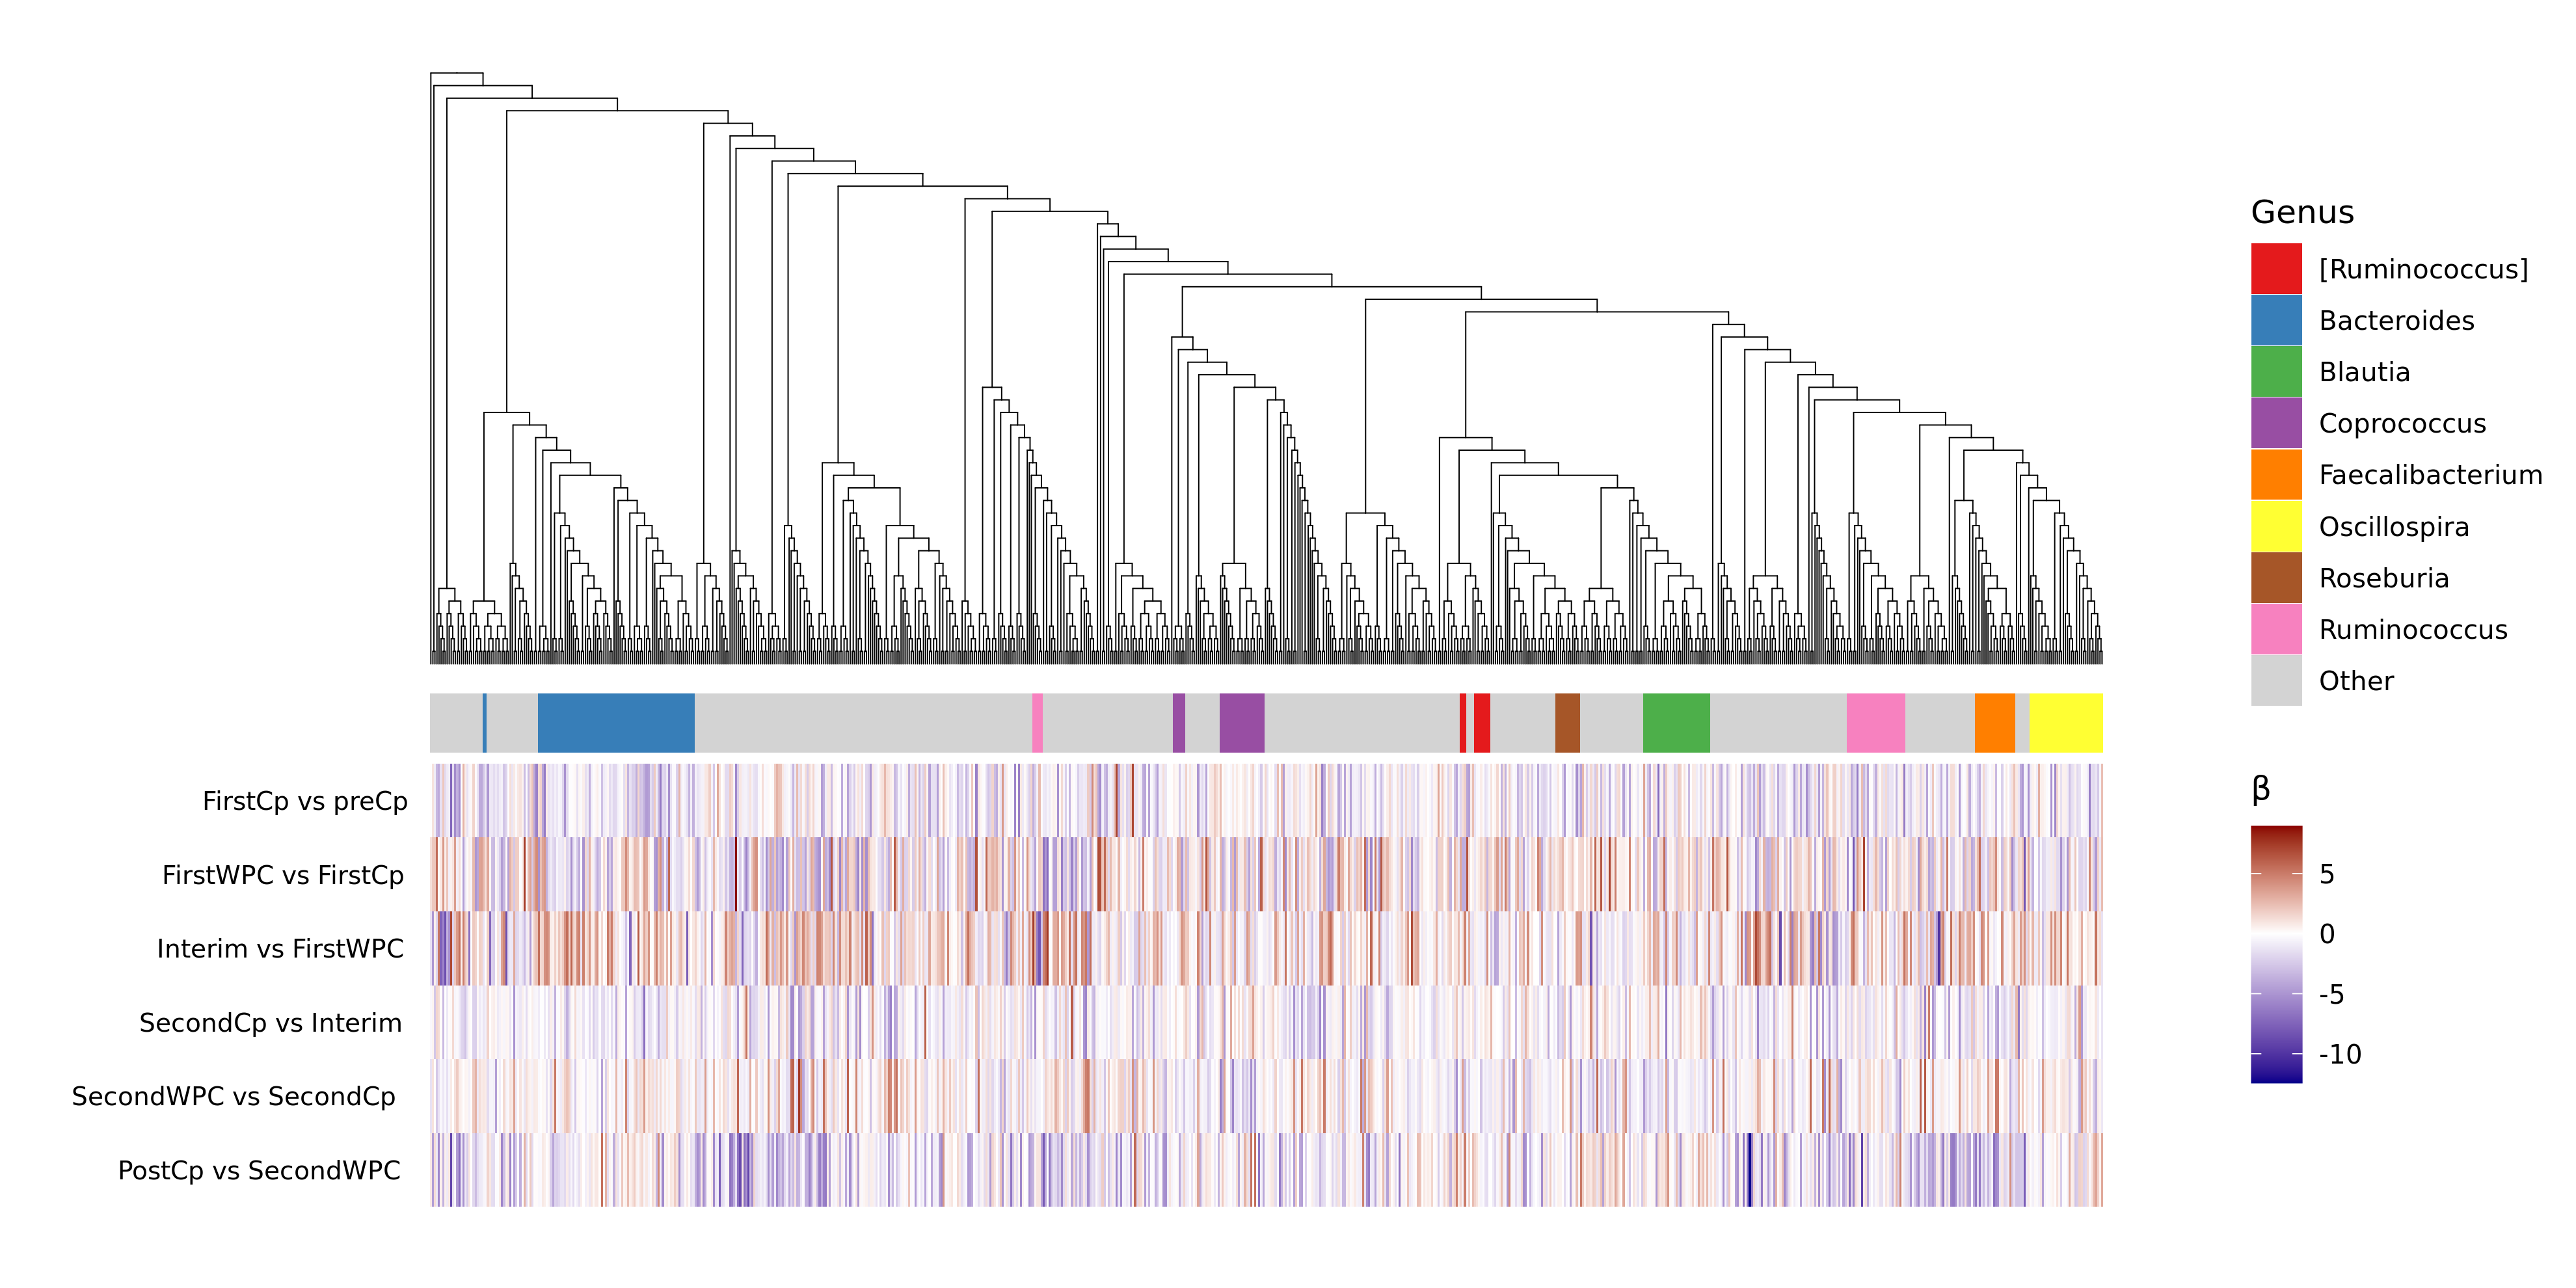 Genus
[Ruminococcus]
Bacteroides
Blautia
Coprococcus
Faecalibacterium
Oscillospira
Roseburia
Ruminococcus
Other
FirstCp vs preCp
FirstWPC vs FirstCp
Interim vs FirstWPC
SecondCp vs Interim
SecondWPC vs SecondCp
PostCp vs SecondWPC
β
5
0
-5
-10